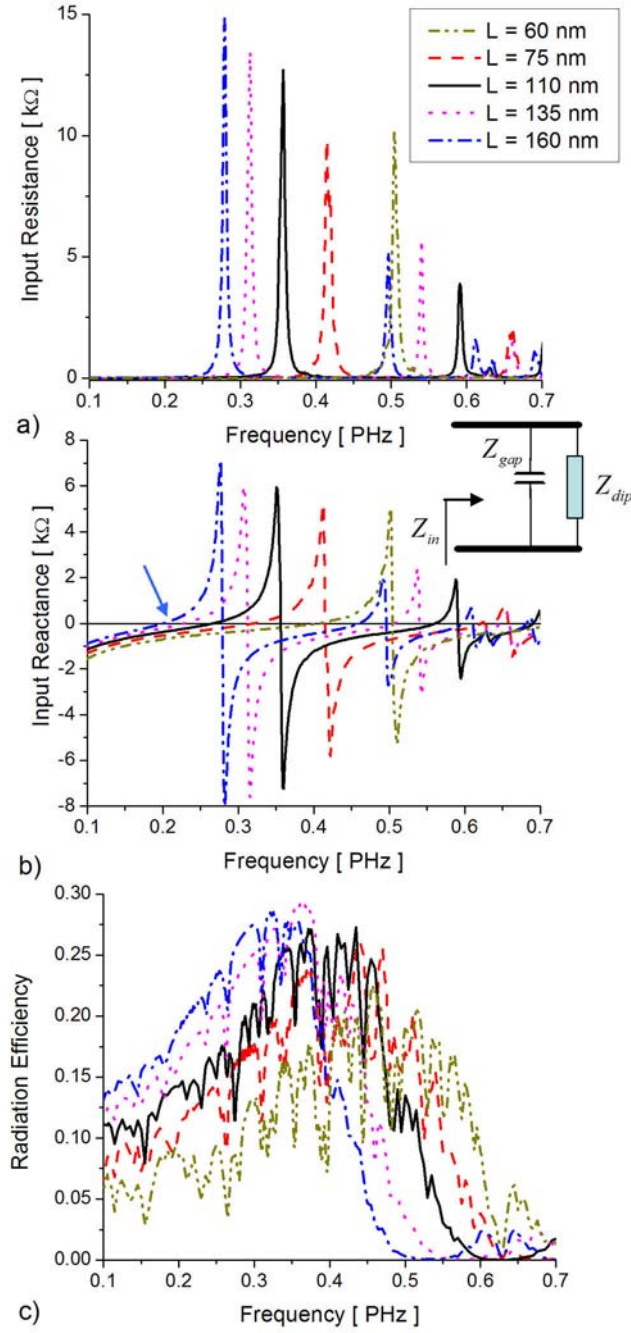 15
10
5
0
Input Resistance [ kΩ ]
L = 60 nm
L = 75 nm
L = 110 nm
L = 135 nm
L = 160 nm
0.1 0.2 0.3 0.4 0.5 0.6 0.7
Frequency [ PHz ]
a)
8
6
4
2
0
-2
-4
-6
-8
Input Reactance [ kΩ ]
Z_gap
Z_dip
Z_in
0.1 0.2 0.3 0.4 0.5 0.6 0.7
Frequency [ PHz ]
b)
0.30
0.25
0.20
0.15
0.10
0.05
0.00
Radiation Efficiency
0.1 0.2 0.3 0.4 0.5 0.6 0.7
Frequency [ PHz ]
c)